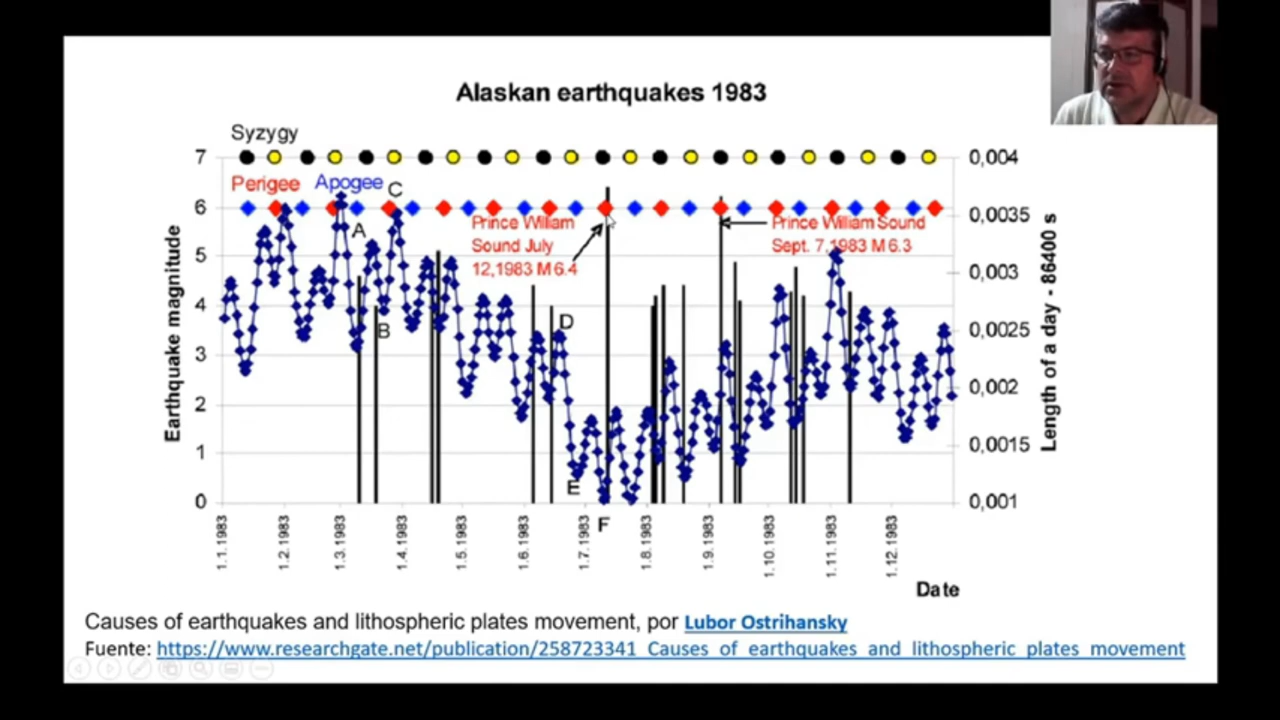 Alaskan earthquakes 1983
Syzygy
7
0,004
Perigee
Apogee
C
6
0,0035
Prince William
Sound July
12,1983 M 6.4
Prince William Sound
Sept. 7,1983 M 6.3
A
5
0,003
4
B
D
0,0025
3
0,002
2
0,0015
1
0
0,001
E
F
Earthquake magnitude
Length of a day - 86400 s
1.1.1983
1.2.1983
1.3.1983
1.4.1983
1.5.1983
1.6.1983
1.7.1983
1.8.1983
1.9.1983
1.10.1983
1.11.1983
1.12.1983
Date
Causes of earthquakes and lithospheric plates movement, por Lubor Ostrihansky
Fuente: https://www.researchgate.net/publication/258723341_Causes_of_earthquakes_and_lithospheric_plates_movement